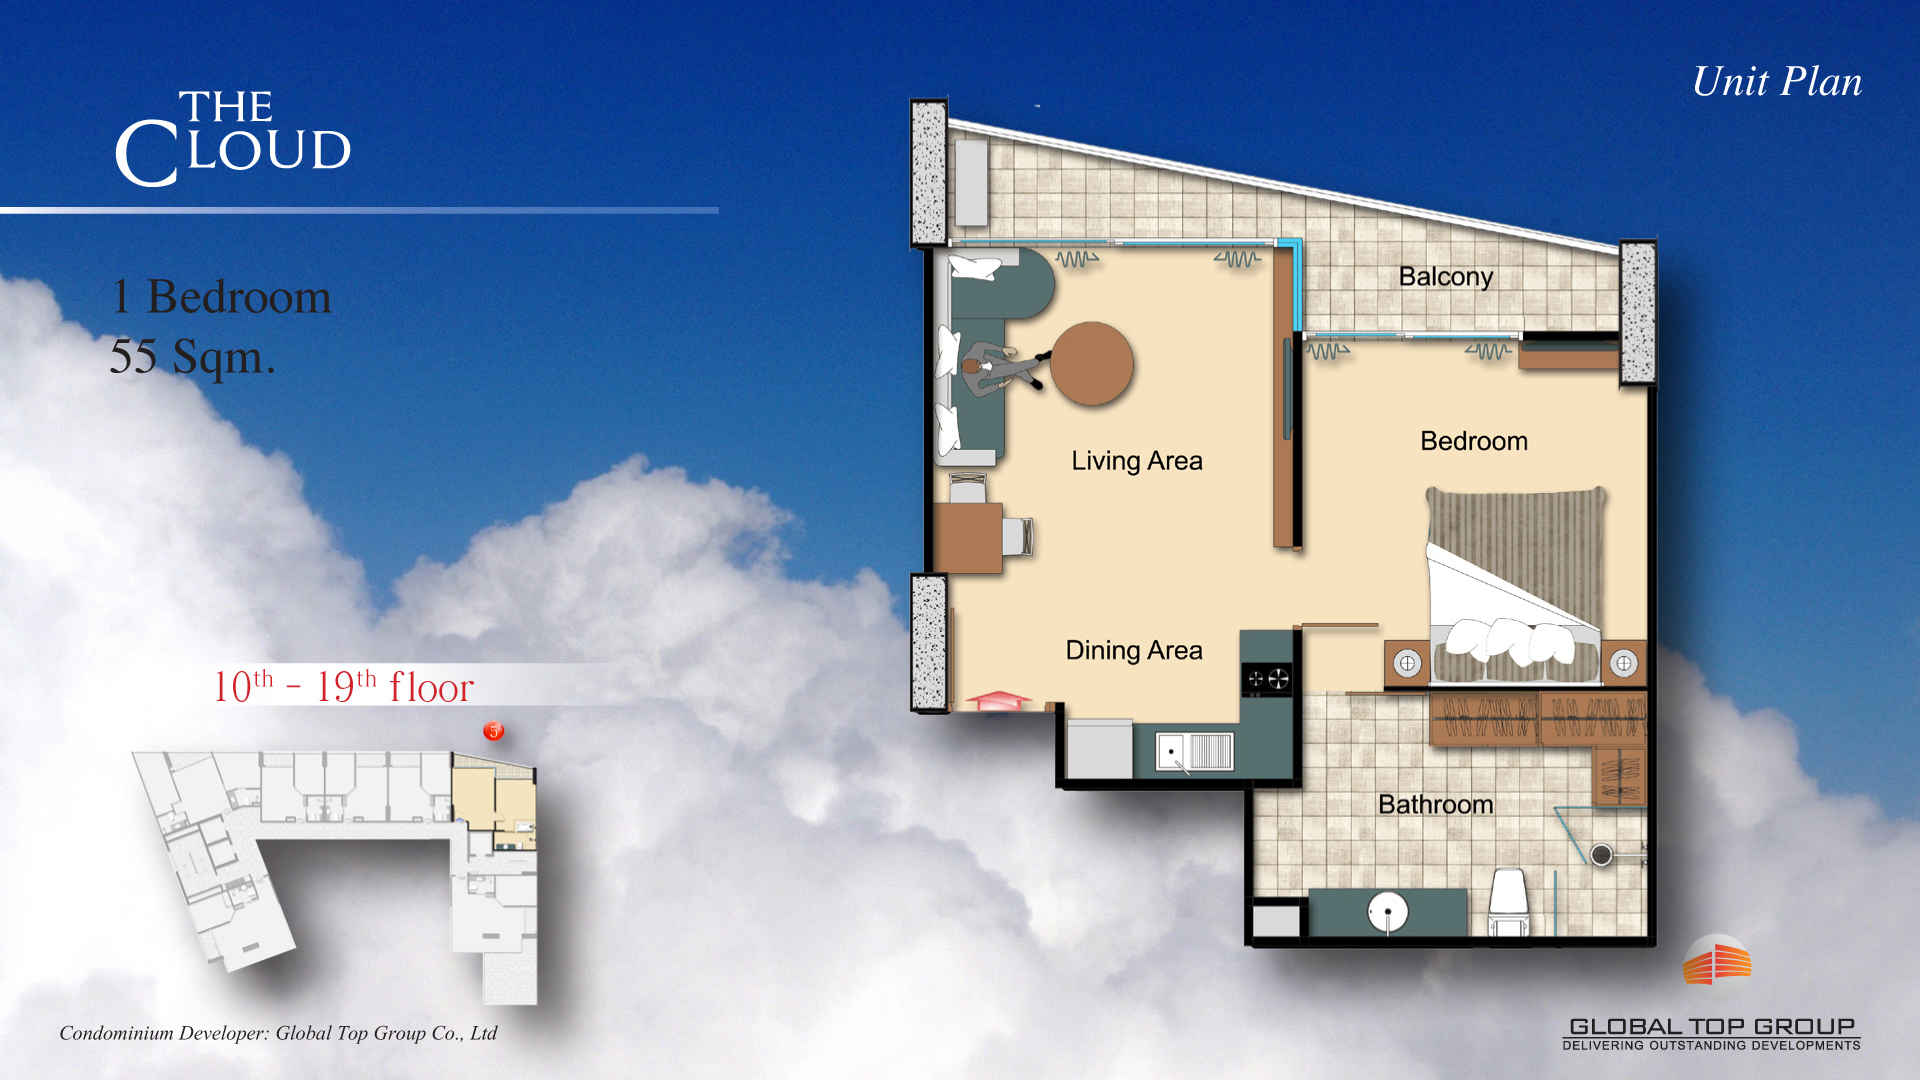 THE
CLOUD
Unit Plan
1 Bedroom
55 Sqm.
Balcony
Bedroom
Living Area
Dining Area
Bathroom
10th - 19th floor
5
Condominium Developer: Global Top Group Co., Ltd
GLOBAL TOP GROUP
DELIVERING OUTSTANDING DEVELOPMENTS